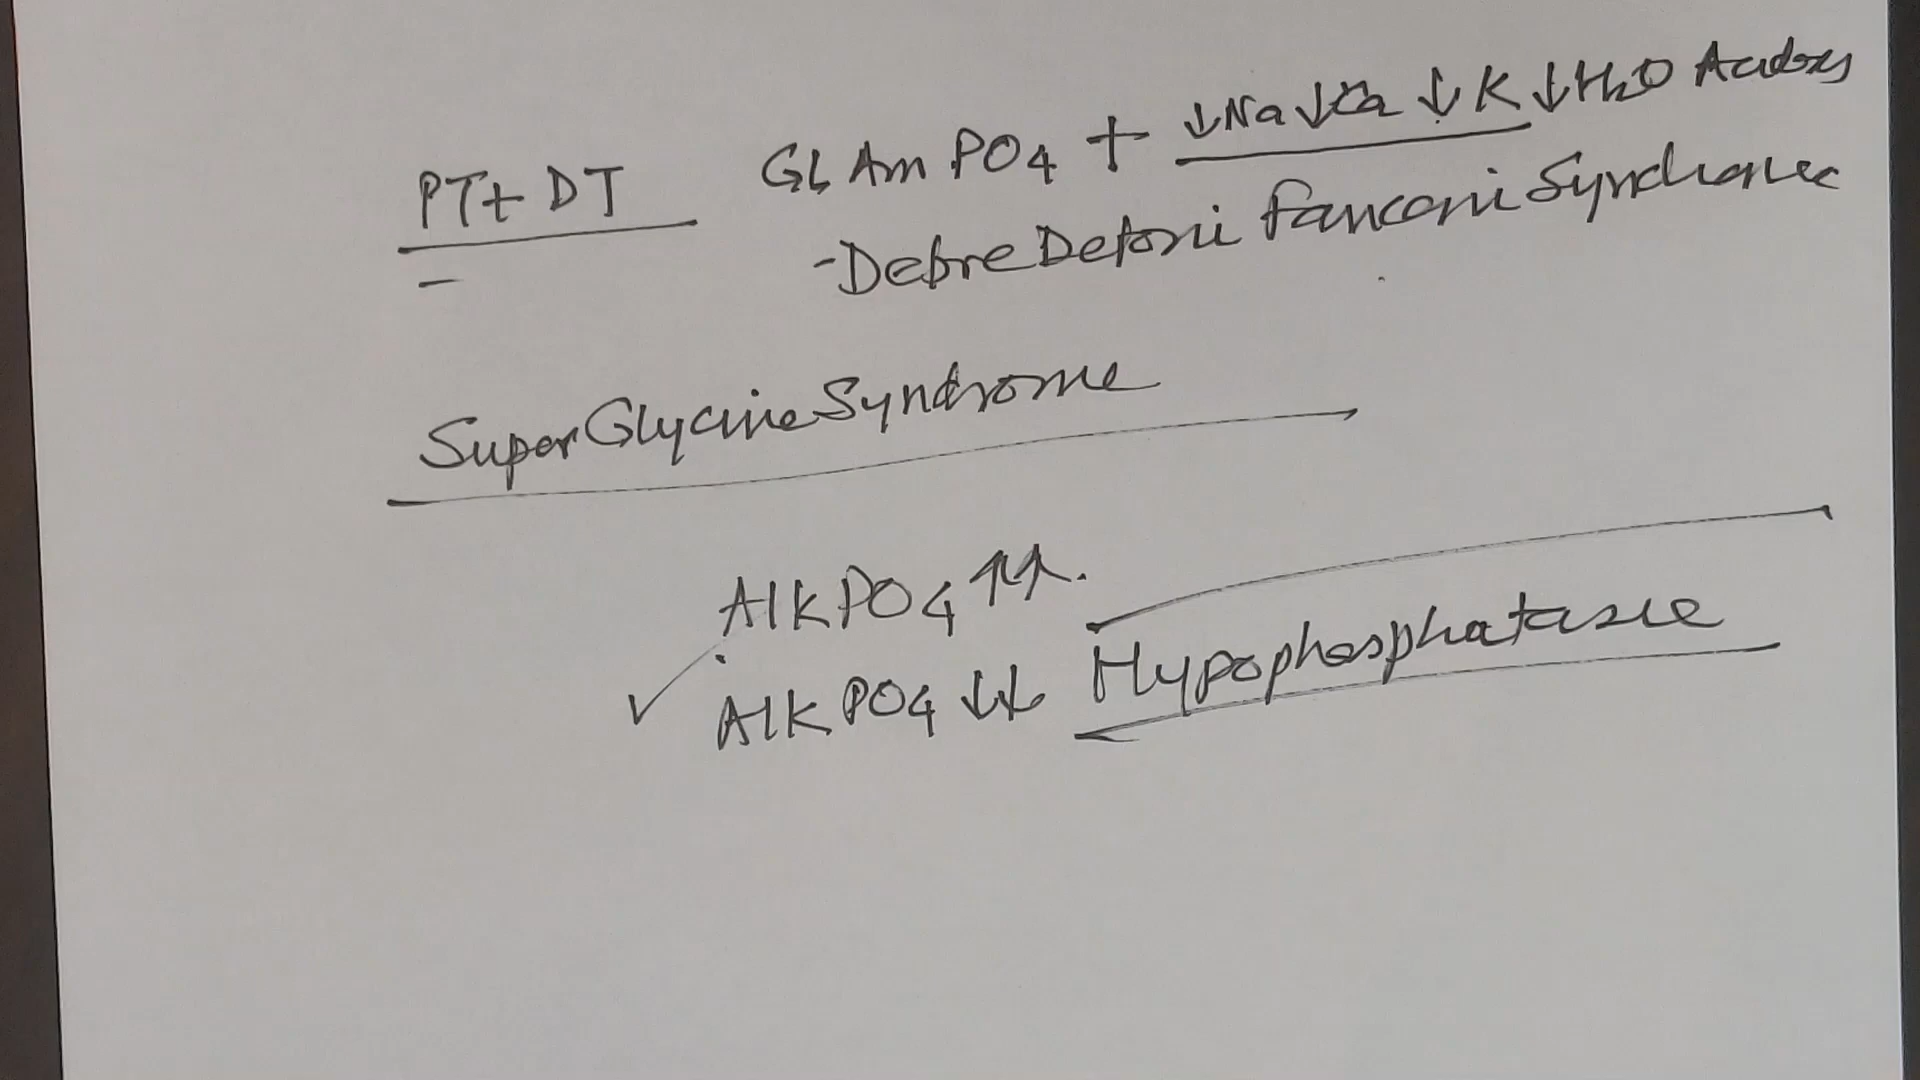 PT+ DT GL Am PO4 + ↓Na ↓Ca ↓K ↓H2O Acidosis
- Debre Detoni Fanconi Syndrome
Super Glycine Syndrome
AlkPO4 ↑↑.
✓ AlkPO4 ↓↓ Hypophosphatasie